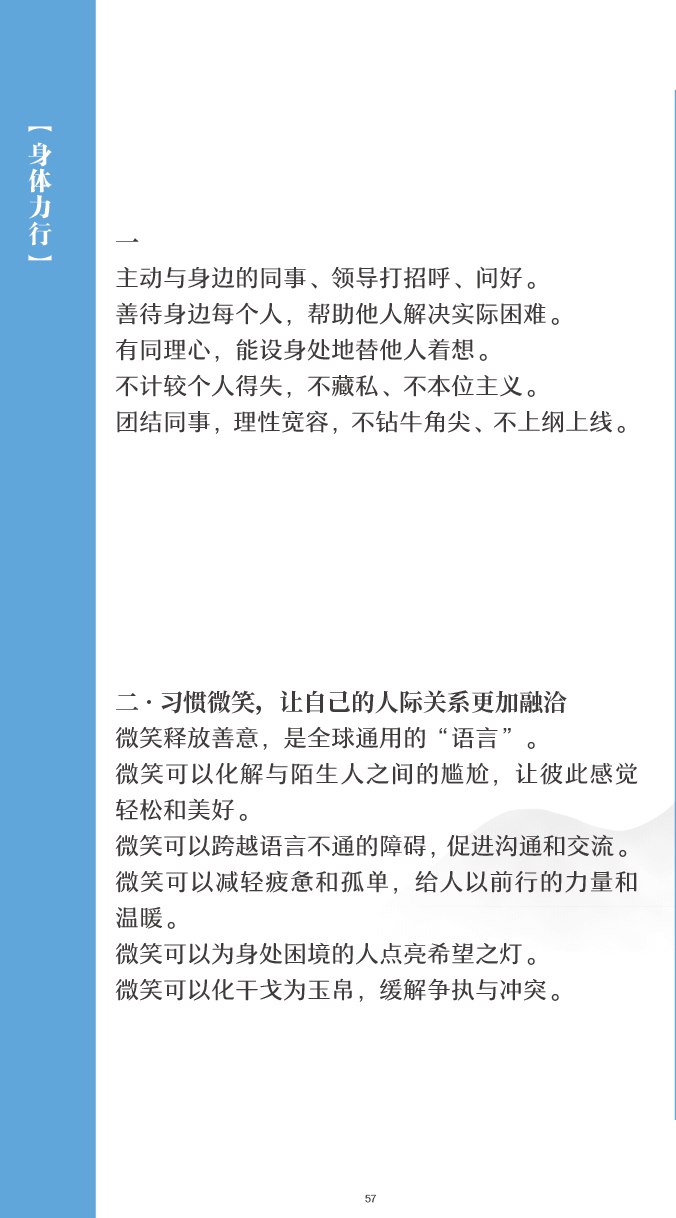 【身体力行】
一
主动与身边的同事、领导打招呼、问好。
善待身边每个人，帮助他人解决实际困难。
有同理心，能设身处地替他人着想。
不计较个人得失，不藏私、不本位主义。
团结同事，理性宽容，不钻牛角尖、不上纲上线。
二·习惯微笑，让自己的人际关系更加融洽
微笑释放善意，是全球通用的“语言”。
微笑可以化解与陌生人之间的尴尬，让彼此感觉
轻松和美好。
微笑可以跨越语言不通的障碍，促进沟通和交流。
微笑可以减轻疲惫和孤单，给人以前行的力量和
温暖。
微笑可以为身处困境的人点亮希望之灯。
微笑可以化干戈为玉帛，缓解争执与冲突。
57